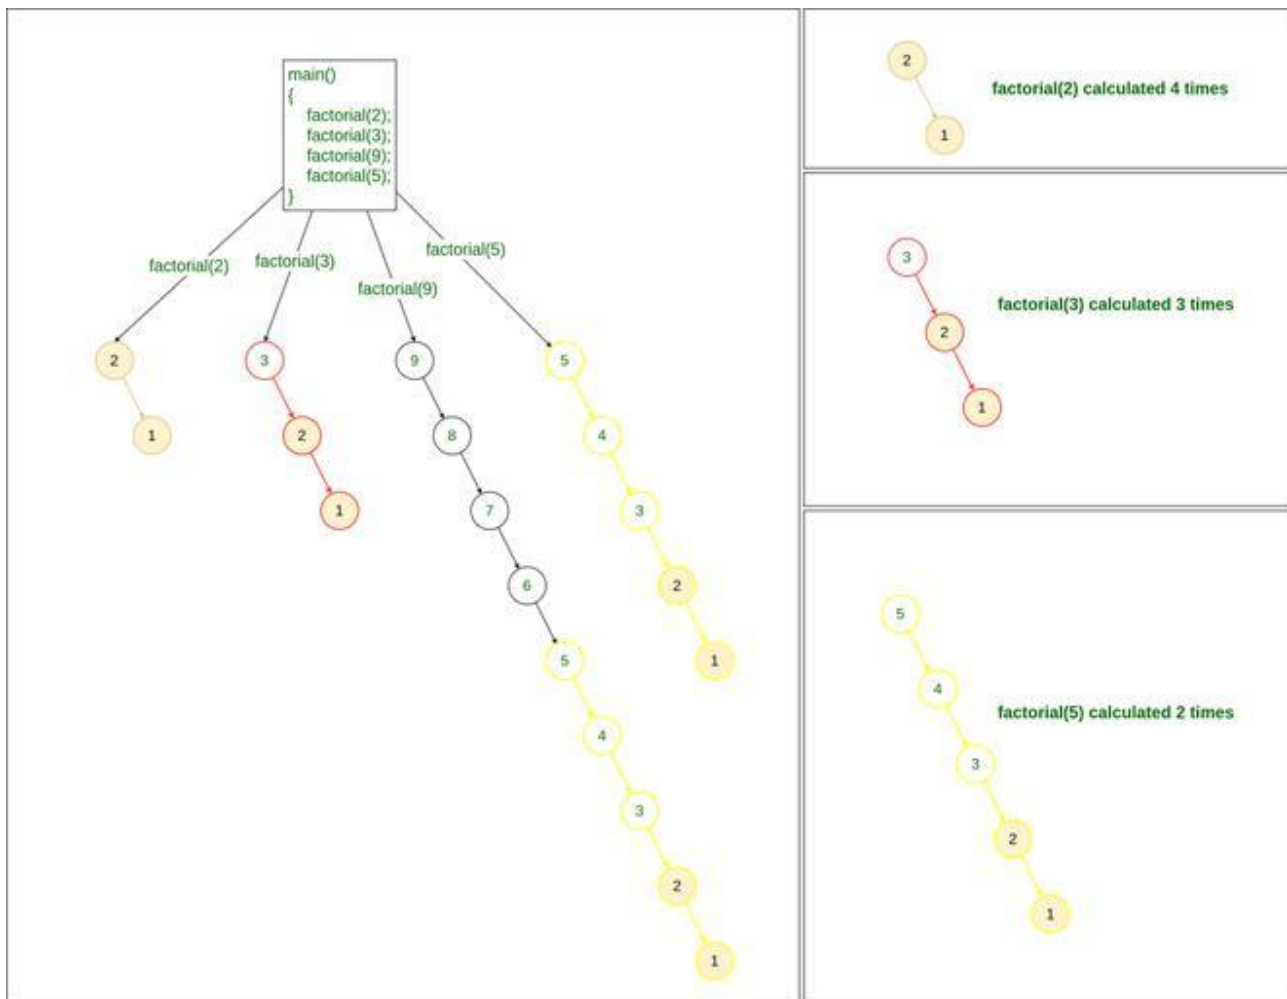 main()
{
factorial(2);
factorial(3);
factorial(9);
factorial(5);
}
factorial(2)
factorial(3)
factorial(9)
factorial(5)
2
1
3
2
1
9
8
7
6
5
4
3
2
1
5
4
3
2
1
2
1
factorial(2) calculated 4 times
3
2
1
factorial(3) calculated 3 times
5
4
3
2
1
factorial(5) calculated 2 times